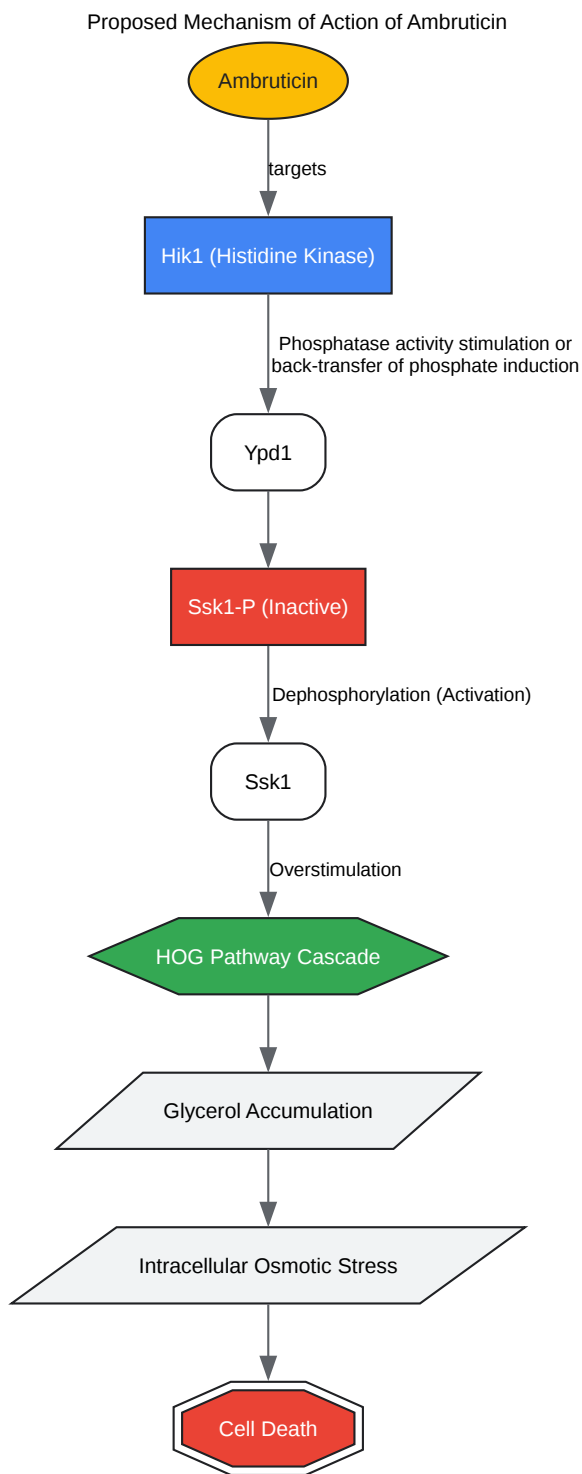 Proposed Mechanism of Action of Ambruticin
Ambruticin
targets
Hik1 (Histidine Kinase)
Phosphatase activity stimulation or
back-transfer of phosphate induction
Ypd1
Ssk1-P (Inactive)
Dephosphorylation (Activation)
Ssk1
Overstimulation
HOG Pathway Cascade
Glycerol Accumulation
Intracellular Osmotic Stress
Cell Death